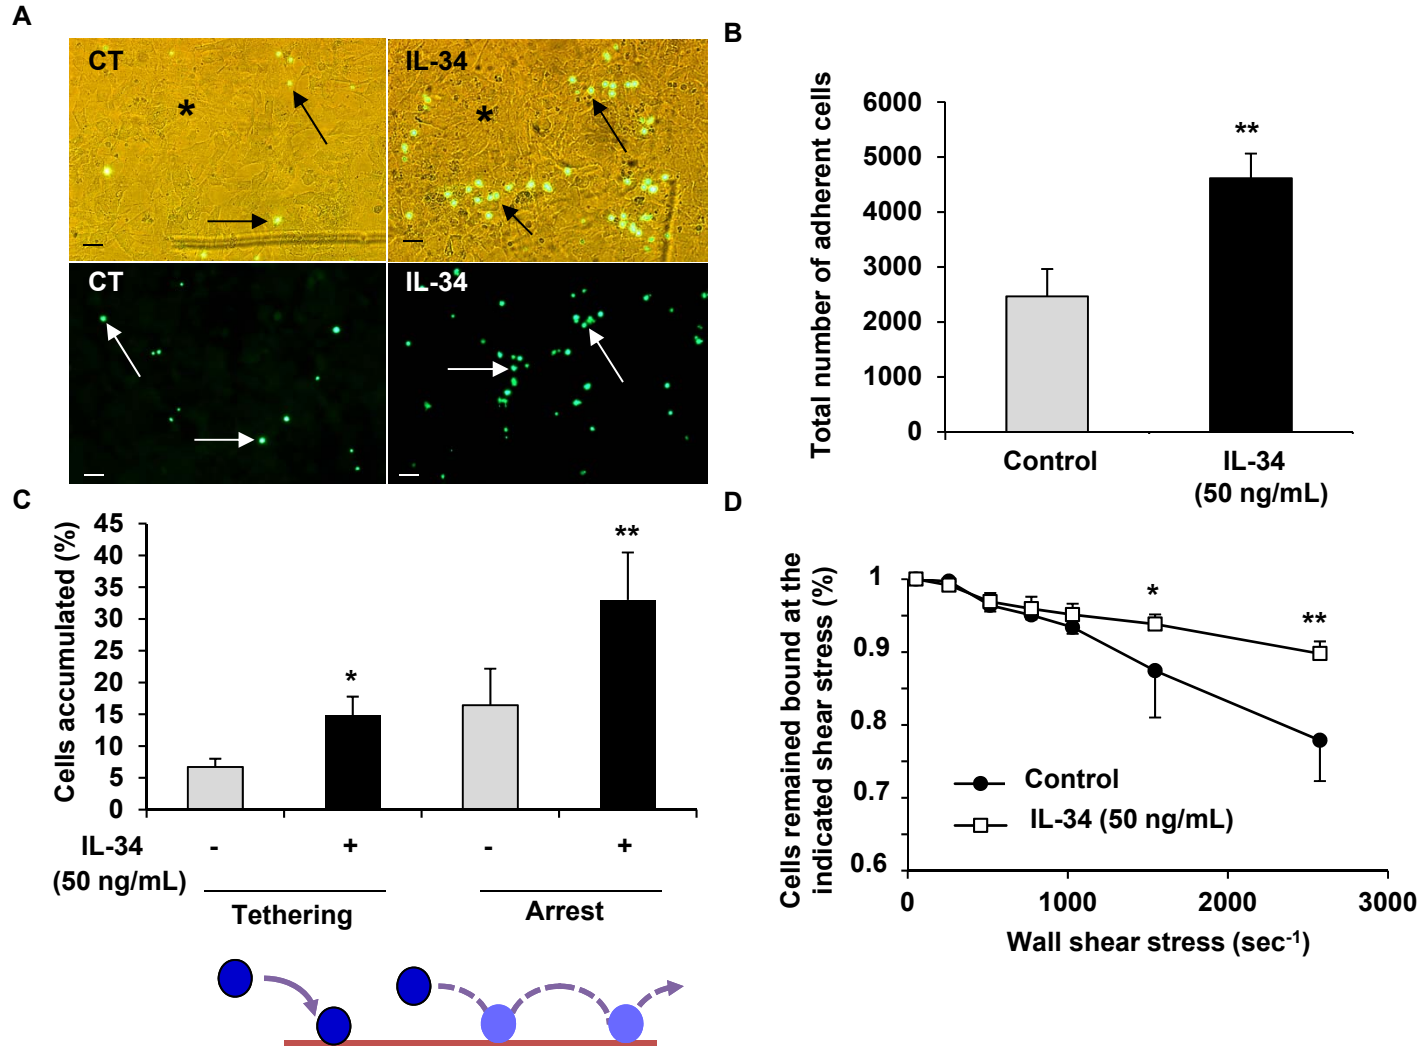 A
CT
IL-34
*
*
CT
IL-34
B
Total number of adherent cells
6000
5000
4000
3000
2000
1000
0
**
Control
IL-34
(50 ng/mL)
C
Cells accumulated (%)
45
40
35
30
25
20
15
10
5
0
*
**
IL-34 - + - +
(50 ng/mL)
Tethering
Arrest
D
Cells remained bound at the
indicated shear stress (%)
1
0.9
0.8
0.7
0.6
*
**
Control
IL-34 (50 ng/mL)
0 1000 2000 3000
Wall shear stress (sec⁻¹)